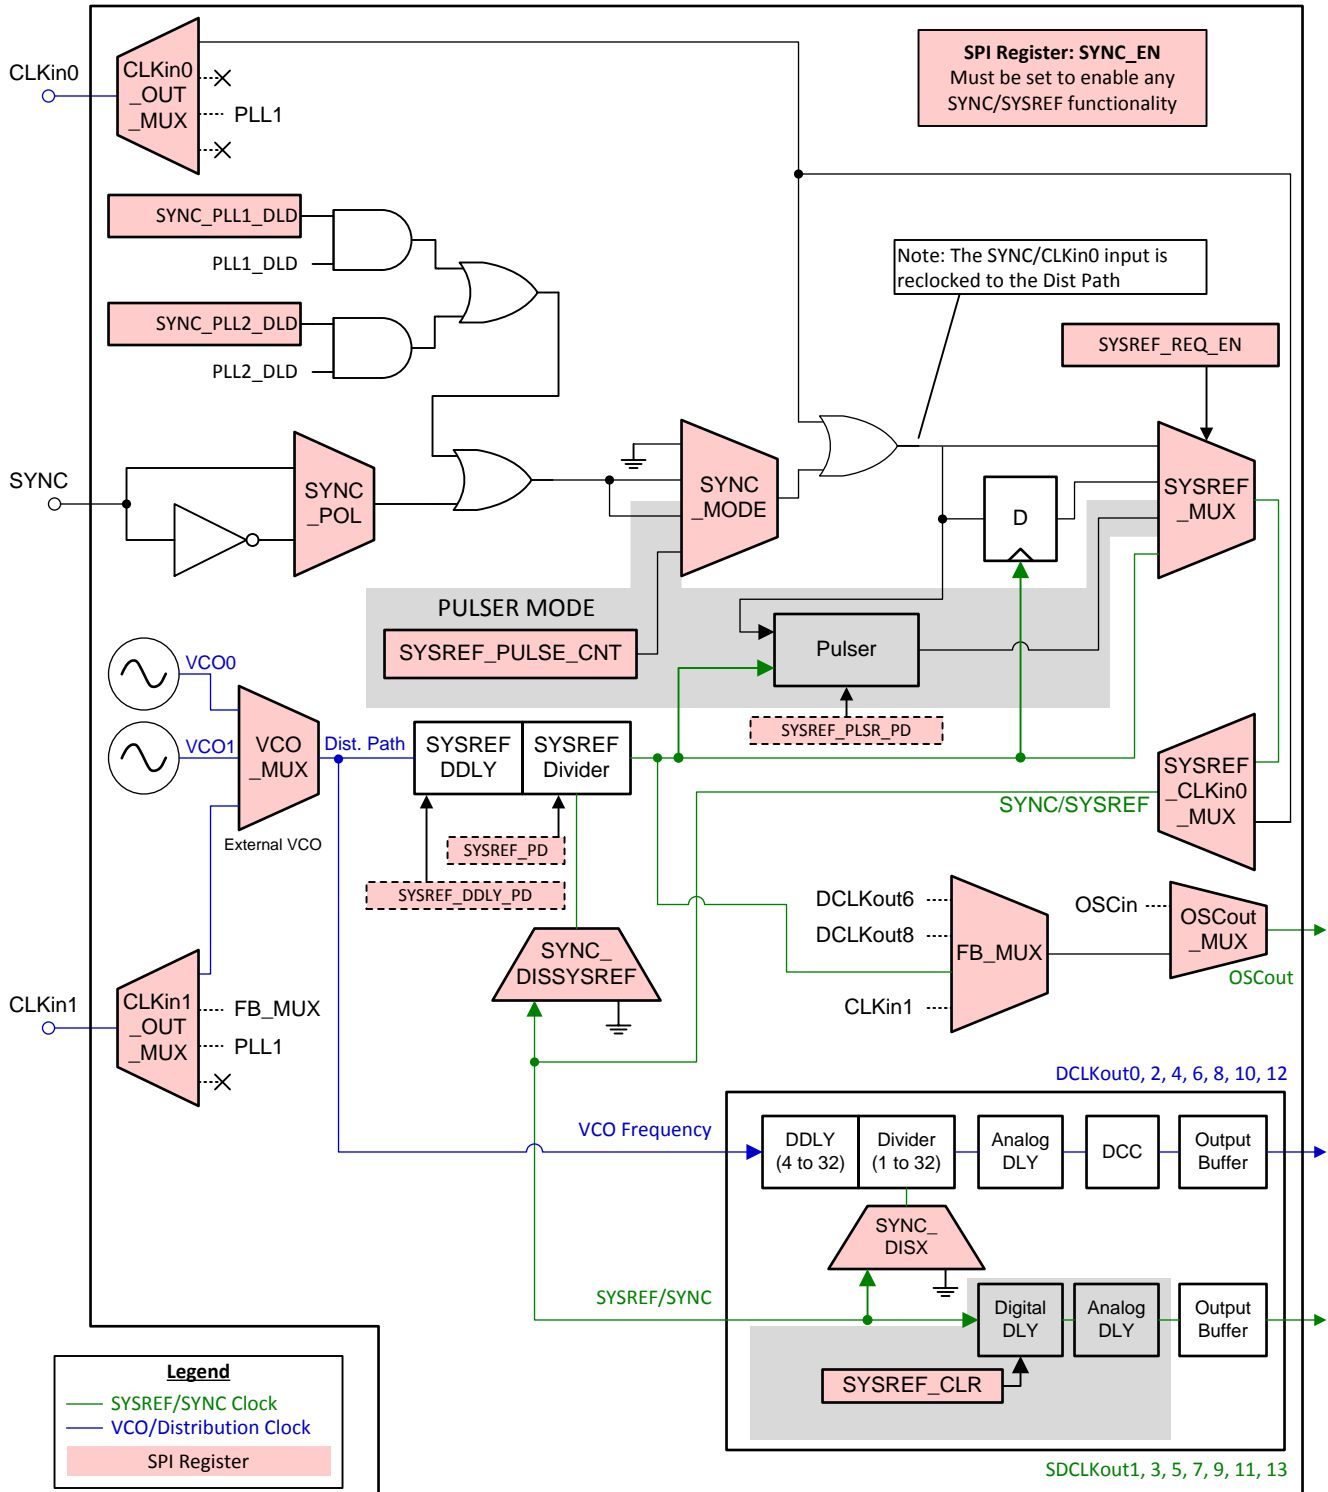 CLKin0
CLKin0
_OUT
_MUX
PLL1
SPI Register: SYNC_EN
Must be set to enable any
SYNC/SYSREF functionality
SYNC_PLL1_DLD
PLL1_DLD
SYNC_PLL2_DLD
PLL2_DLD
Note: The SYNC/CLKin0 input is
reclocked to the Dist Path
SYSREF_REQ_EN
SYNC
SYNC
_POL
SYNC
_MODE
D
SYSREF
_MUX
PULSER MODE
SYSREF_PULSE_CNT
Pulser
SYSREF_PLSR_PD
VCO0
VCO1
VCO
_MUX
External VCO
Dist. Path
SYSREF
DDLY
SYSREF
Divider
SYSREF_PD
SYSREF_DDLY_PD
SYNC/SYSREF
SYSREF
_CLKin0
_MUX
SYNC_
DISSYSREF
DCLKout6
DCLKout8
CLKin1
FB_MUX
OSCin
OSCout
_MUX
OSCout
CLKin1
CLKin1
_OUT
_MUX
FB_MUX
PLL1
DCLKout0, 2, 4, 6, 8, 10, 12
VCO Frequency
DDLY
(4 to 32)
Divider
(1 to 32)
Analog
DLY
DCC
Output
Buffer
SYNC_
DISX
SYSREF/SYNC
Digital
DLY
Analog
DLY
Output
Buffer
SYSREF_CLR
SDCLKout1, 3, 5, 7, 9, 11, 13
Legend
SYSREF/SYNC Clock
VCO/Distribution Clock
SPI Register